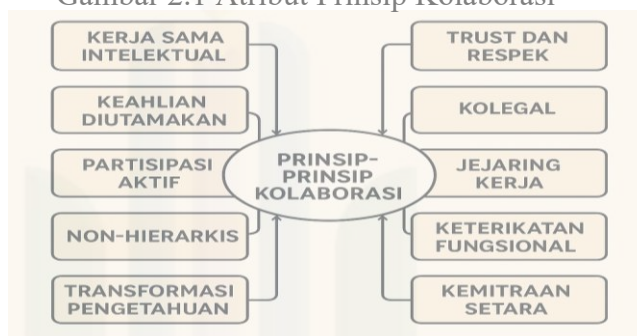 Gambar 2.1 Atribut Prinsip Kolaborasi
KERJA SAMA
INTELEKTUAL
KEAHLIAN
DIUTAMAKAN
PARTISIPASI
AKTIF
NON-HIERARKIS
TRANSFORMASI
PENGETAHUAN
PRINSIP-
PRINSIP
KOLABORASI
TRUST DAN
RESPEK
KOLEGAL
JEJARING
KERJA
KETERIKATAN
FUNGSIONAL
KEMITRAAN
SETARA